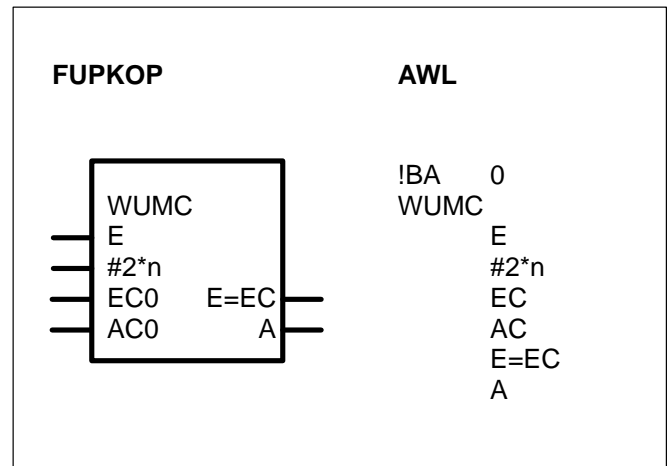 FUPKOP
AWL
WUMC
E
#2*n
EC0 E=EC
AC0 A
!BA 0
WUMC
E
#2*n
EC
AC
E=EC
A